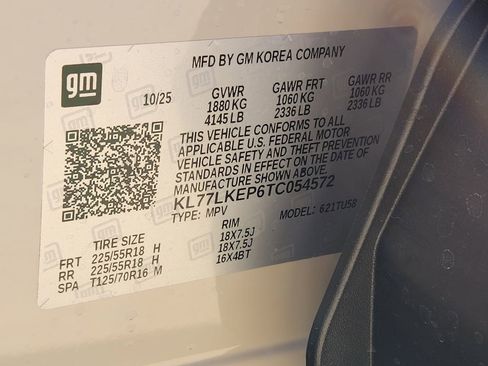 MFD BY GM KOREA COMPANY
gm
10/25 GVWR GAWR FRT GAWR RR
1880 KG 1060 KG 1060 KG
4145 LB 2336 LB 2336 LB
THIS VEHICLE CONFORMS TO ALL
APPLICABLE U.S. FEDERAL MOTOR
VEHICLE SAFETY AND THEFT PREVENTION
STANDARDS IN EFFECT ON THE DATE OF
MANUFACTURE SHOWN ABOVE.
KL77LKEP6TC054572
TYPE: MPV MODEL: 621TU58
TIRE SIZE RIM
FRT 225/55R18 H 18X7.5J
RR 225/55R18 H 18X7.5J
SPA T125/70R16 M 16X4BT